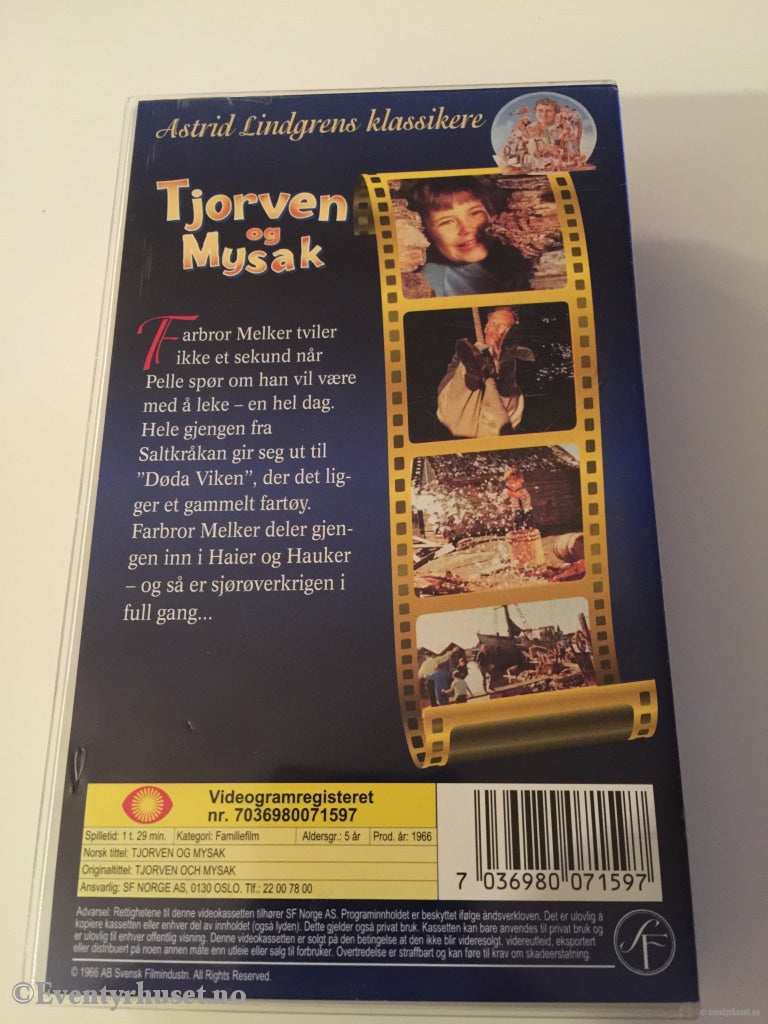 Astrid Lindgrens klassikere
Tjorven
og
Mysak
Farbror Melker tviler
ikke et sekund når
Pelle spør om han vil være
med å leke – en hel dag.
Hele gjengen fra
Saltkråkan gir seg ut til
”Døda Viken”, der det lig-
ger et gammelt fartøy.
Farbror Melker deler gjen-
gen inn i Haier og Hauker
– og så er sjørøverkrigen i
full gang...
Videogramregisteret
nr. 7036980071597
Spilletid: 1 t. 29 min. Kategori: Familiefilm Aldersgr.: 5 år Prod. år: 1966
Norsk tittel: TJORVEN OG MYSAK
Originaltittel: TJORVEN OCH MYSAK
Ansvarlig: SF NORGE AS, 0130 OSLO. Tlf.: 22 00 78 00
7 036980 071597
Advarsel: Rettighetene til denne videokassetten tilhører SF Norge AS. Programinnholdet er beskyttet ifølge åndsverkloven. Det er ulovlig å
kopiere kassetten eller enhver del av innholdet (også lyden). Dette gjelder også privat bruk. Kassetten kan bare anvendes til privat bruk og
er ulovlig til enhver offentlig visning. Denne videokassetten er solgt på den betingelse at den ikke blir videresolgt, videreutleid, eksportert
eller distribuert på noen annen måte enn utleie eller salg til forbruker. Overtredelse er straffbart og kan føre til krav om skadeerstatning.
SF
© 1966 AB Svensk Filmindustri. All Rights Reserved.
©Eventyrhuset.no
© eventyrhuset.no